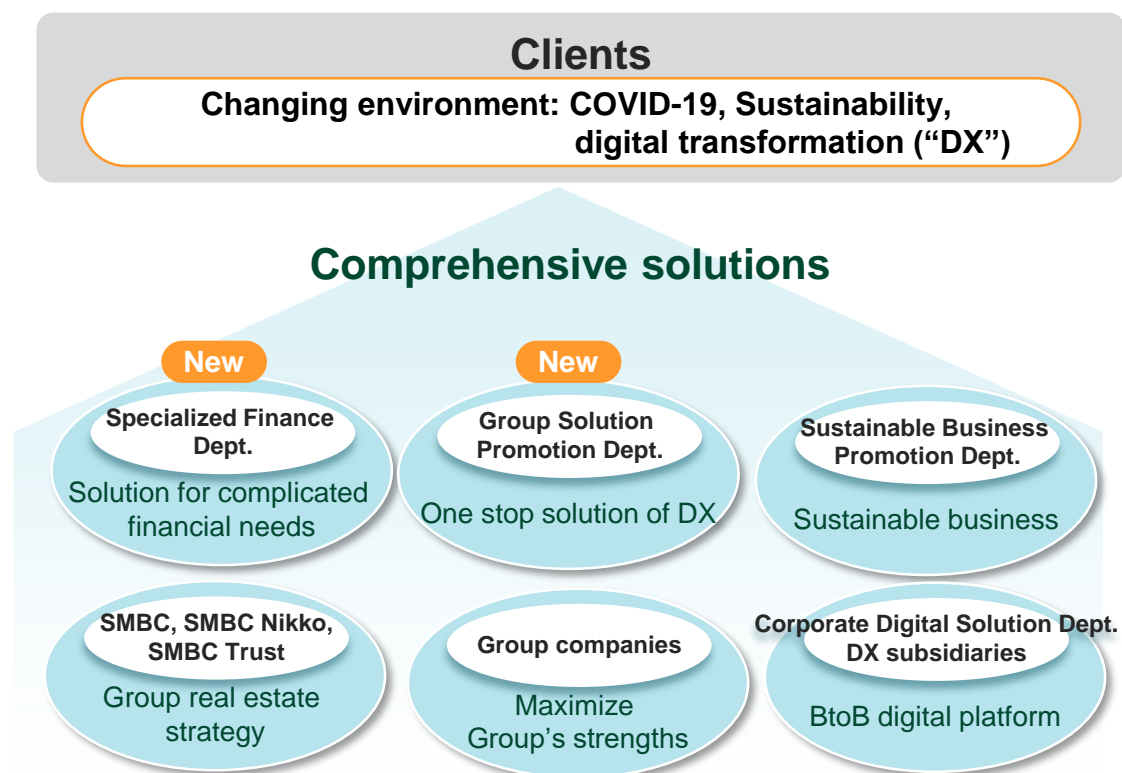 Clients
Changing environment: COVID-19, Sustainability,
digital transformation (“DX”)
Comprehensive solutions
New
Specialized Finance
Dept.
Solution for complicated
financial needs
New
Group Solution
Promotion Dept.
One stop solution of DX
Sustainable Business
Promotion Dept.
Sustainable business
SMBC, SMBC Nikko,
SMBC Trust
Group real estate
strategy
Group companies
Maximize
Group’s strengths
Corporate Digital Solution Dept.
DX subsidiaries
BtoB digital platform